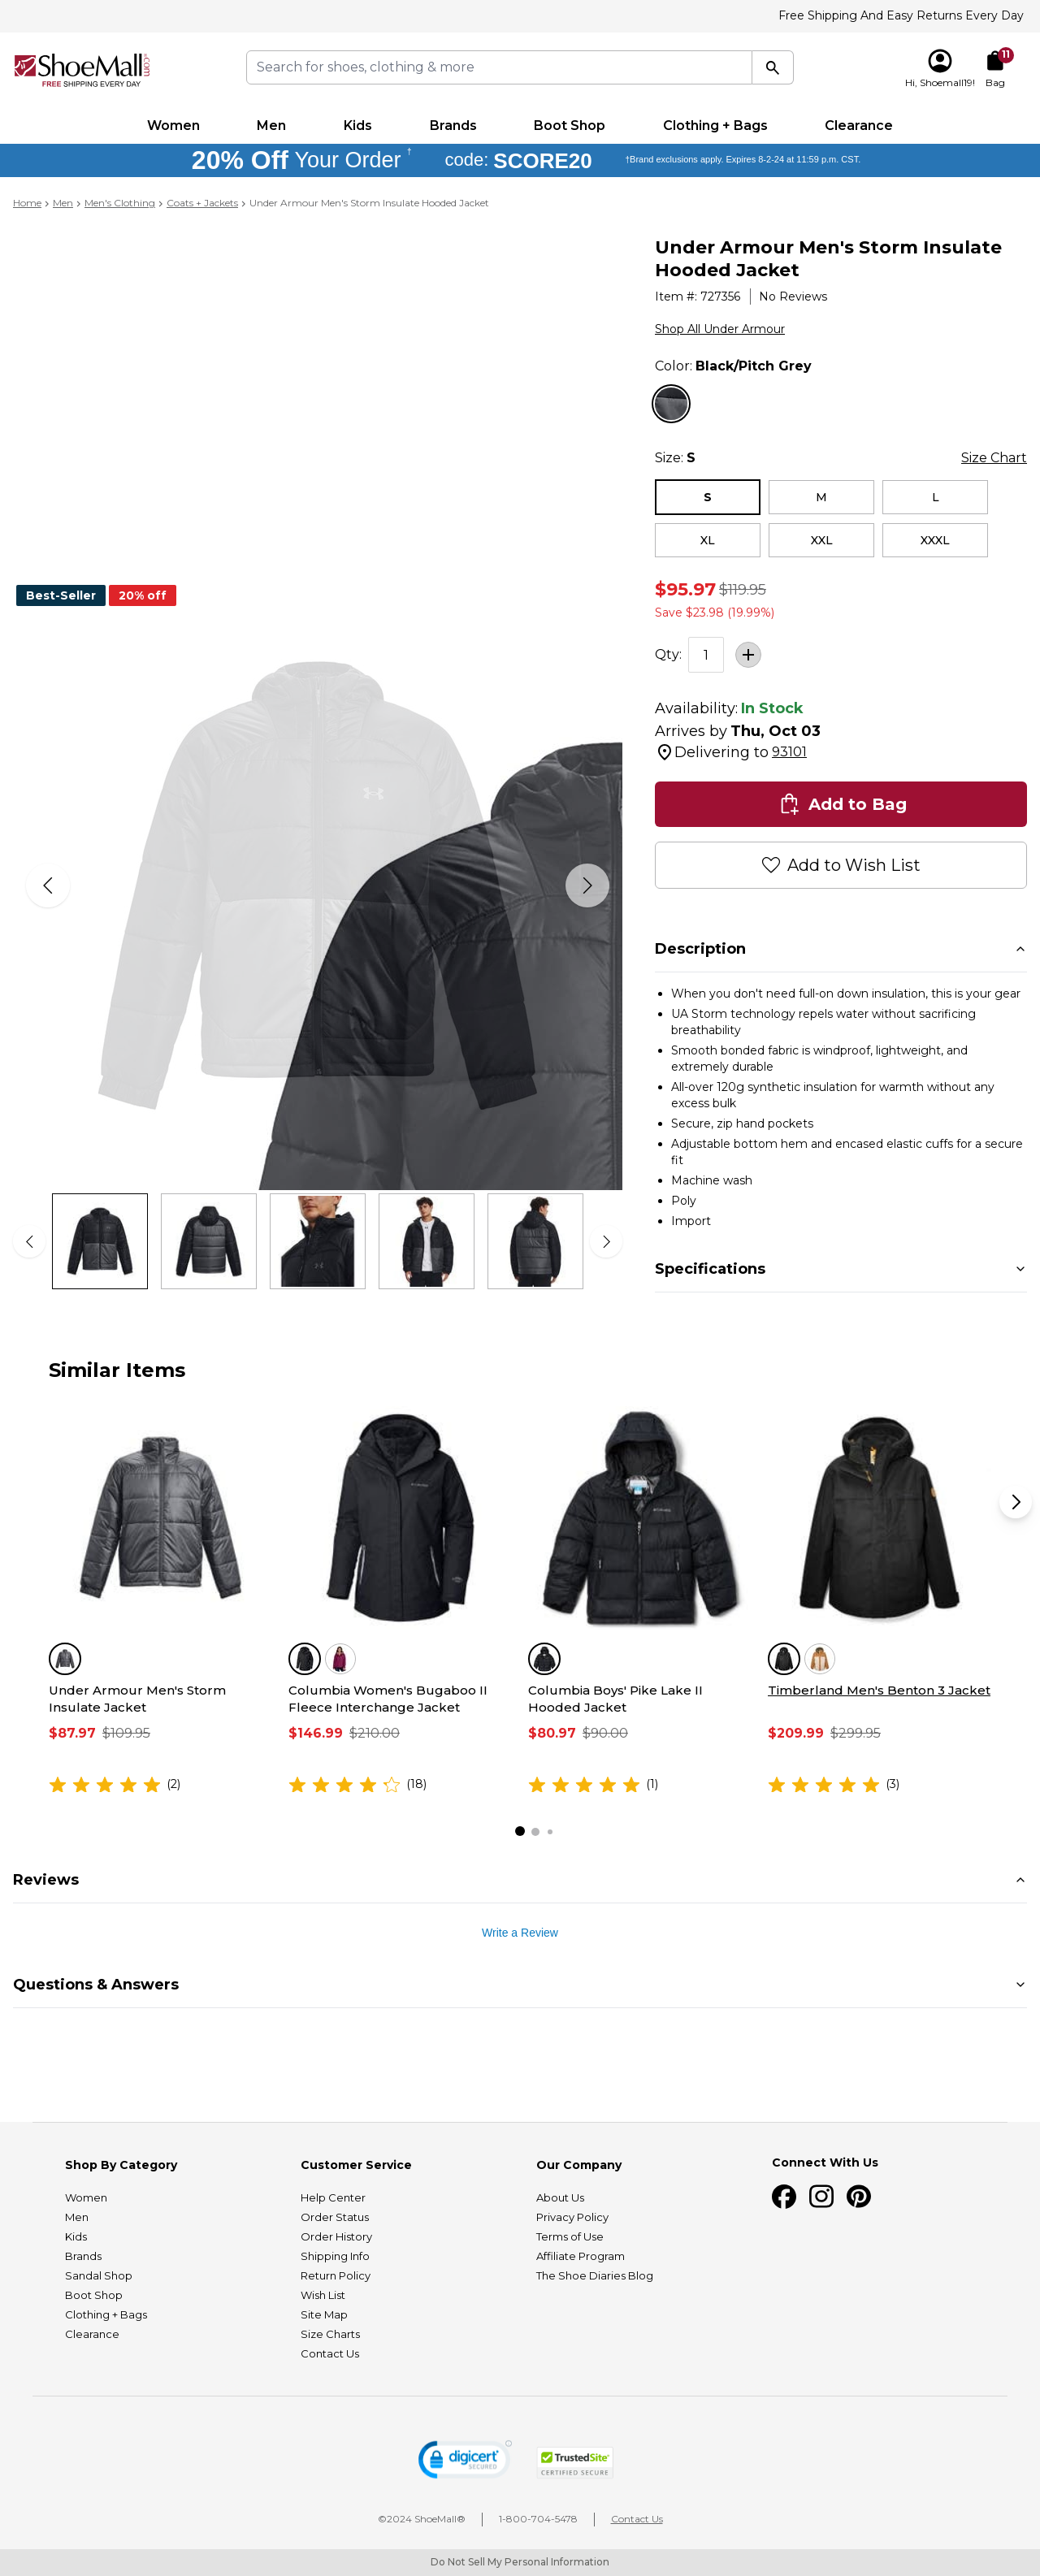 Free Shipping And Easy Returns Every Day
ShoeMall.com
FREE SHIPPING EVERY DAY
Search for shoes, clothing & more
11
Hi, Shoemall19!
Bag
Women
Men
Kids
Brands
Boot Shop
Clothing + Bags
Clearance
20% Off Your Order †
code: SCORE20
†Brand exclusions apply. Expires 8-2-24 at 11:59 p.m. CST.
Home > Men > Men's Clothing > Coats + Jackets > Under Armour Men's Storm Insulate Hooded Jacket
Under Armour Men's Storm Insulate
Hooded Jacket
Item #: 727356
No Reviews
Shop All Under Armour
Color: Black/Pitch Grey
Size: S
Size Chart
S
M
L
XL
XXL
XXXL
Best-Seller
20% off
$95.97 $119.95
Save $23.98 (19.99%)
Qty: 1
Availability: In Stock
Arrives by Thu, Oct 03
Delivering to 93101
Add to Bag
Add to Wish List
Description
• When you don't need full-on down insulation, this is your gear
• UA Storm technology repels water without sacrificing
breathability
• Smooth bonded fabric is windproof, lightweight, and
extremely durable
• All-over 120g synthetic insulation for warmth without any
excess bulk
• Secure, zip hand pockets
• Adjustable bottom hem and encased elastic cuffs for a secure
fit
• Machine wash
• Poly
• Import
Specifications
Similar Items
Under Armour Men's Storm
Insulate Jacket
$87.97 $109.95
(2)
Columbia Women's Bugaboo II
Fleece Interchange Jacket
$146.99 $210.00
(18)
Columbia Boys' Pike Lake II
Hooded Jacket
$80.97 $90.00
(1)
Timberland Men's Benton 3 Jacket
$209.99 $299.95
(3)
Reviews
Write a Review
Questions & Answers
Shop By Category
Women
Men
Kids
Brands
Sandal Shop
Boot Shop
Clothing + Bags
Clearance
Customer Service
Help Center
Order Status
Order History
Shipping Info
Return Policy
Wish List
Site Map
Size Charts
Contact Us
Our Company
About Us
Privacy Policy
Terms of Use
Affiliate Program
The Shoe Diaries Blog
Connect With Us
digicert
SECURED
TrustedSite
CERTIFIED SECURE
©2024 ShoeMall®
1-800-704-5478
Contact Us
Do Not Sell My Personal Information